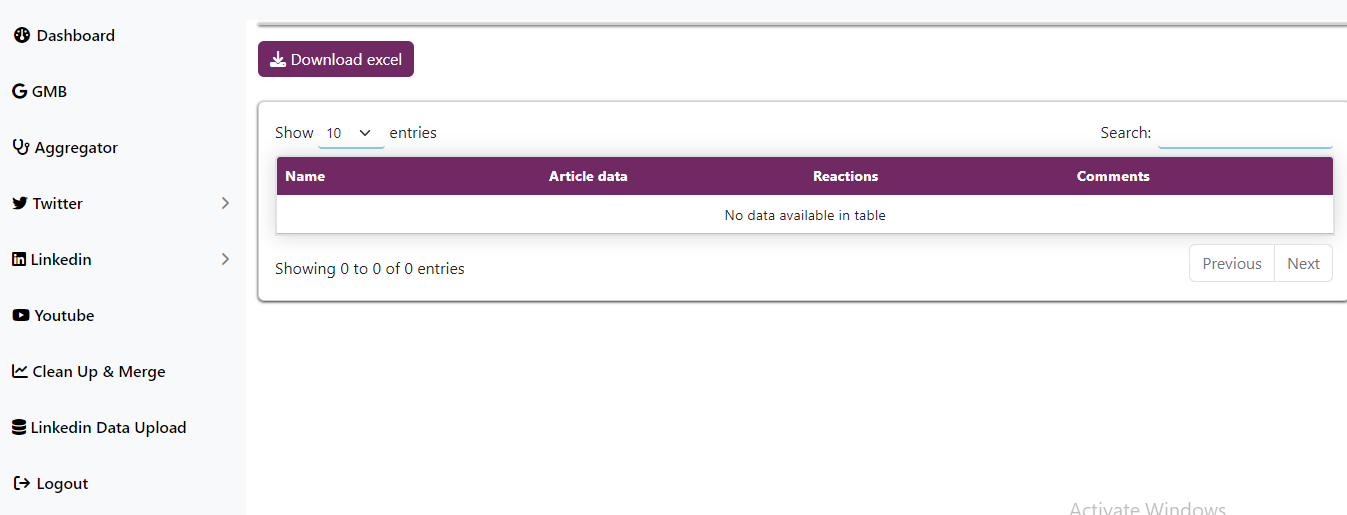 Dashboard
GMB
Aggregator
Twitter
Linkedin
Youtube
Clean Up & Merge
Linkedin Data Upload
Logout
Download excel
Show 10 entries
Search:
Name Article data Reactions Comments
No data available in table
Showing 0 to 0 of 0 entries
Previous Next
Activate Windows